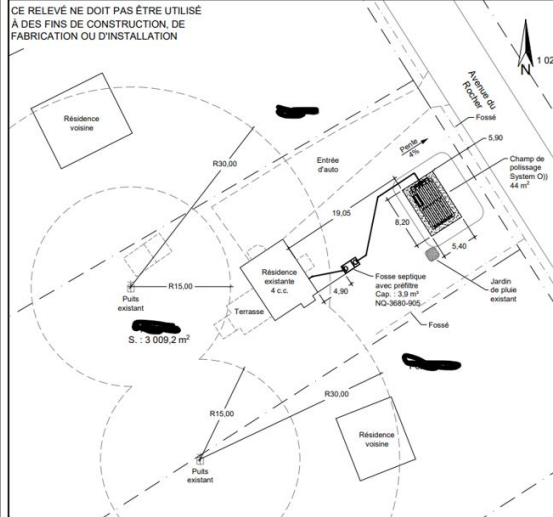 CE RELEVÉ NE DOIT PAS ÊTRE UTILISÉ
À DES FINS DE CONSTRUCTION, DE
FABRICATION OU D'INSTALLATION
N
1 02
Avenue du
Rocher
Fossé
Résidence
voisine
R30,00
Entrée
d'auto
Pente
4%
5,90
Champ de
polissage
System O))
44 m²
19,05
8,20
5,40
R15,00
Puits
existant
S. : 3 009,2 m²
Résidence
existante
4 c.c.
Terrasse
4,90
Fosse septique
avec préfiltre
Cap. : 3,9 m³
NQ-3680-905
Jardin
de pluie
existant
Fossé
R15,00
R30,00
Puits
existant
Résidence
voisine